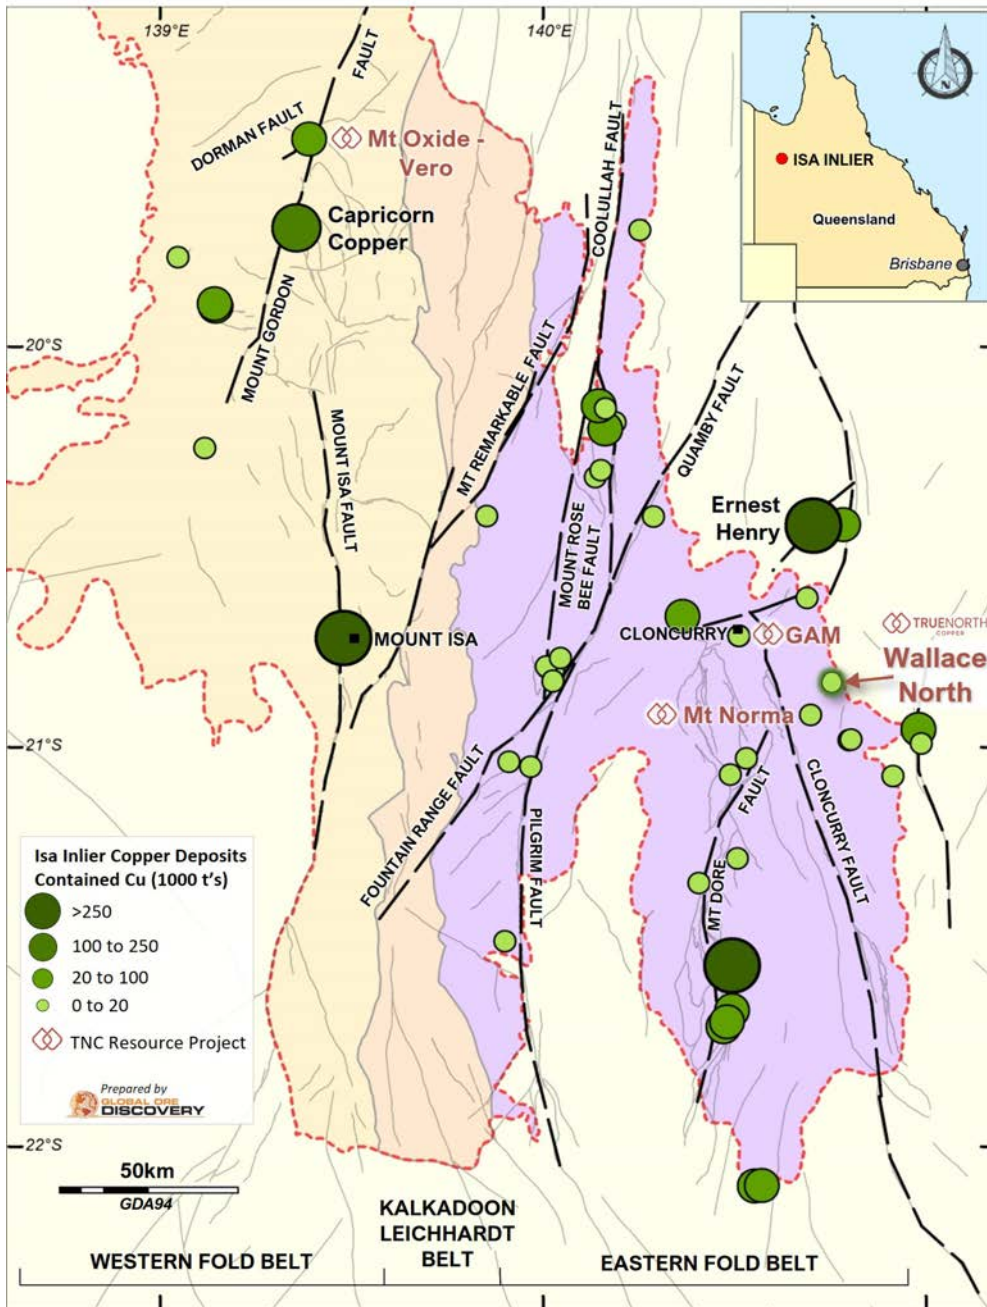 139°E
140°E
FAULT
DORMAN FAULT
Mt Oxide -
Vero
Capricorn
Copper
COOLULLAH FAULT
ISA INLIER
Queensland
Brisbane
N
20°S
MOUNT GORDON
MOUNT ISA FAULT
MT REMARKABLE FAULT
QUAMBY FAULT
MOUNT ROSE
BEE FAULT
Ernest
Henry
MOUNT ISA
CLONCURRY
GAM
TRUENORTH
COPPER
Wallace
North
Mt Norma
21°S
FOUNTAIN RANGE FAULT
PILGRIM FAULT
MT DORE
FAULT
CLONCURRY FAULT
Isa Inlier Copper Deposits
Contained Cu (1000 t's)
>250
100 to 250
20 to 100
0 to 20
TNC Resource Project
Prepared by
GLOBAL ORE
DISCOVERY
22°S
50km
GDA94
WESTERN FOLD BELT
KALKADOON
LEICHHARDT
BELT
EASTERN FOLD BELT